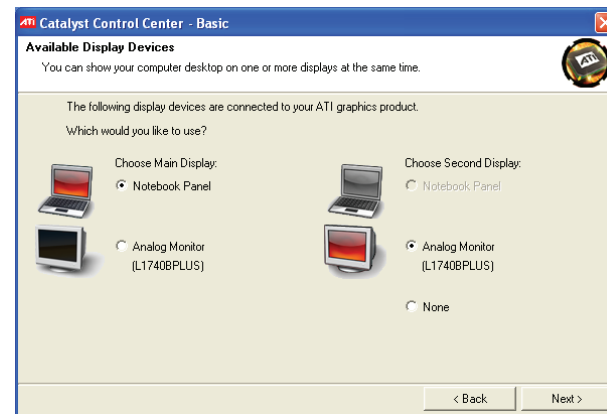 ATI Catalyst Control Center - Basic
Available Display Devices
You can show your computer desktop on one or more displays at the same time.
ATI
The following display devices are connected to your ATI graphics product.
Which would you like to use?
Choose Main Display:
Notebook Panel
Analog Monitor
(L1740BPLUS)
Choose Second Display:
Notebook Panel
Analog Monitor
(L1740BPLUS)
None
< Back
Next >